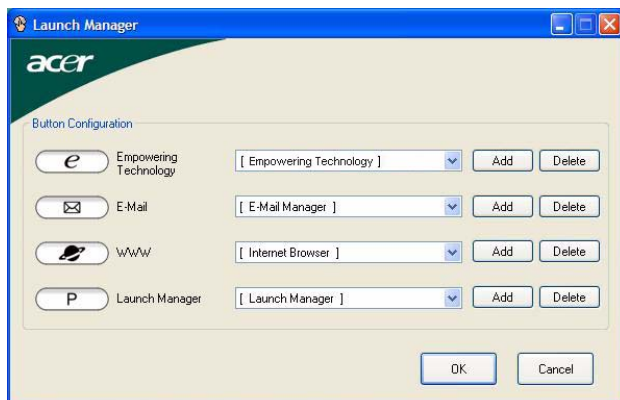 Launch Manager
acer
Button Configuration
e Empowering Technology [ Empowering Technology ] Add Delete
E-Mail [ E-Mail Manager ] Add Delete
WWW [ Internet Browser ] Add Delete
P Launch Manager [ Launch Manager ] Add Delete
OK Cancel